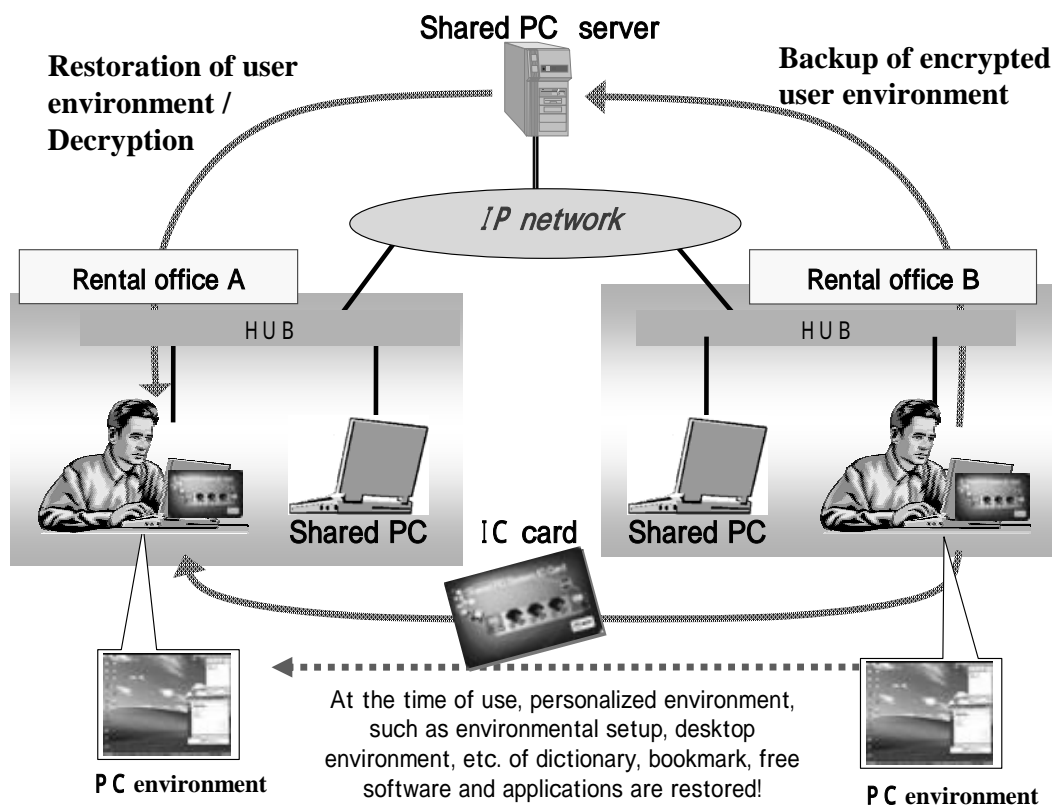 Shared PC server
Restoration of user
environment /
Decryption
Backup of encrypted
user environment
IP network
Rental office A
Rental office B
HUB
HUB
Shared PC
IC card
Shared PC
At the time of use, personalized environment,
such as environmental setup, desktop
environment, etc. of dictionary, bookmark, free
software and applications are restored!
PC environment
PC environment